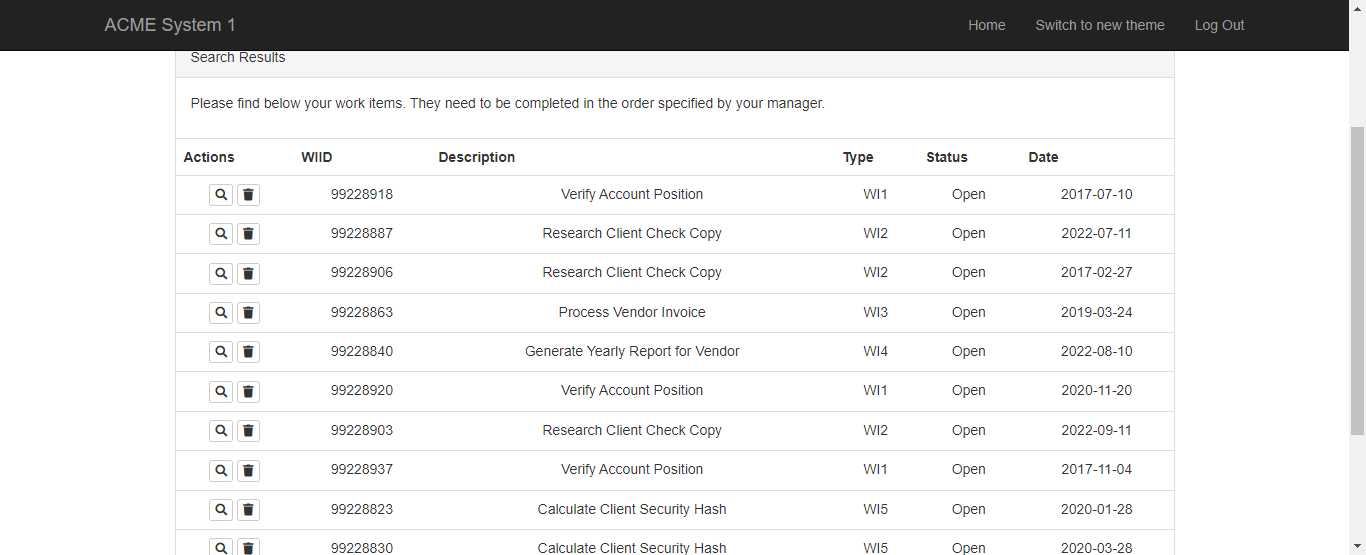 ACME System 1 Home Switch to new theme Log Out
Search Results
Please find below your work items. They need to be completed in the order specified by your manager.
Actions WIID Description Type Status Date
99228918 Verify Account Position WI1 Open 2017-07-10
99228887 Research Client Check Copy WI2 Open 2022-07-11
99228906 Research Client Check Copy WI2 Open 2017-02-27
99228863 Process Vendor Invoice WI3 Open 2019-03-24
99228840 Generate Yearly Report for Vendor WI4 Open 2022-08-10
99228920 Verify Account Position WI1 Open 2020-11-20
99228903 Research Client Check Copy WI2 Open 2022-09-11
99228937 Verify Account Position WI1 Open 2017-11-04
99228823 Calculate Client Security Hash WI5 Open 2020-01-28
99228830 Calculate Client Security Hash WI5 Open 2020-03-28